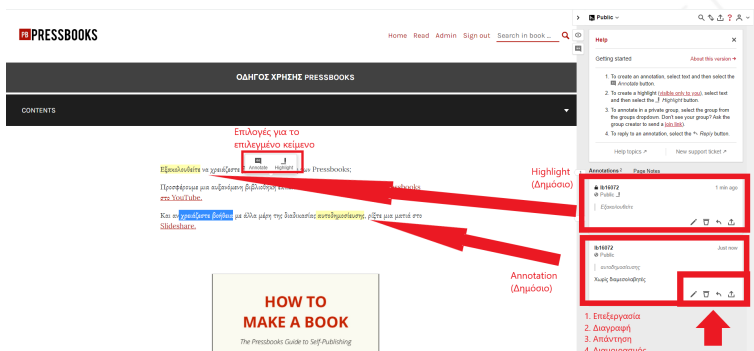 PB PRESSBOOKS
Home Read Admin Sign out Search in book ...
ΟΔΗΓΟΣ ΧΡΗΣΗΣ PRESSBOOKS
CONTENTS
Επιλογές για το
επιλεγμένο κείμενο
Annotate Highlight
Εξακολουθείτε να χρειάζεστε των Pressbooks;
Προσφέρουμε μια αυξανόμενη βιβλιοθήκη
στο YouTube.
Και αν χρειάζεστε βοήθεια με άλλα μέρη της διαδικασίας αυτοδημοσίευσης, ρίξτε μια ματιά στο
Slideshare.
HOW TO
MAKE A BOOK
The Pressbooks Guide to Self-Publishing
Highlight
(Δημόσιο)
Annotation
(Δημόσιο)
Public
Help
Getting started About this version
1. To create an annotation, select text and then select the
Annotate button.
2. To create a highlight (visible only to you), select text
and then select the Highlight button.
3. To annotate in a private group, select the group from
the groups dropdown. Don't see your group? Ask the
group creator to send a join link).
4. To reply to an annotation, select the Reply button.
Help topics New support ticket
Annotations 2 Page Notes
lb16072 1 min ago
Public
Εξακολουθείτε
lb16072 Just now
Public
αυτοδημοσίευσης
Χωρίς διαμεσολαβητές
1. Επεξεργασία
2. Διαγραφή
3. Απάντηση
4. Διαμοιρασμός